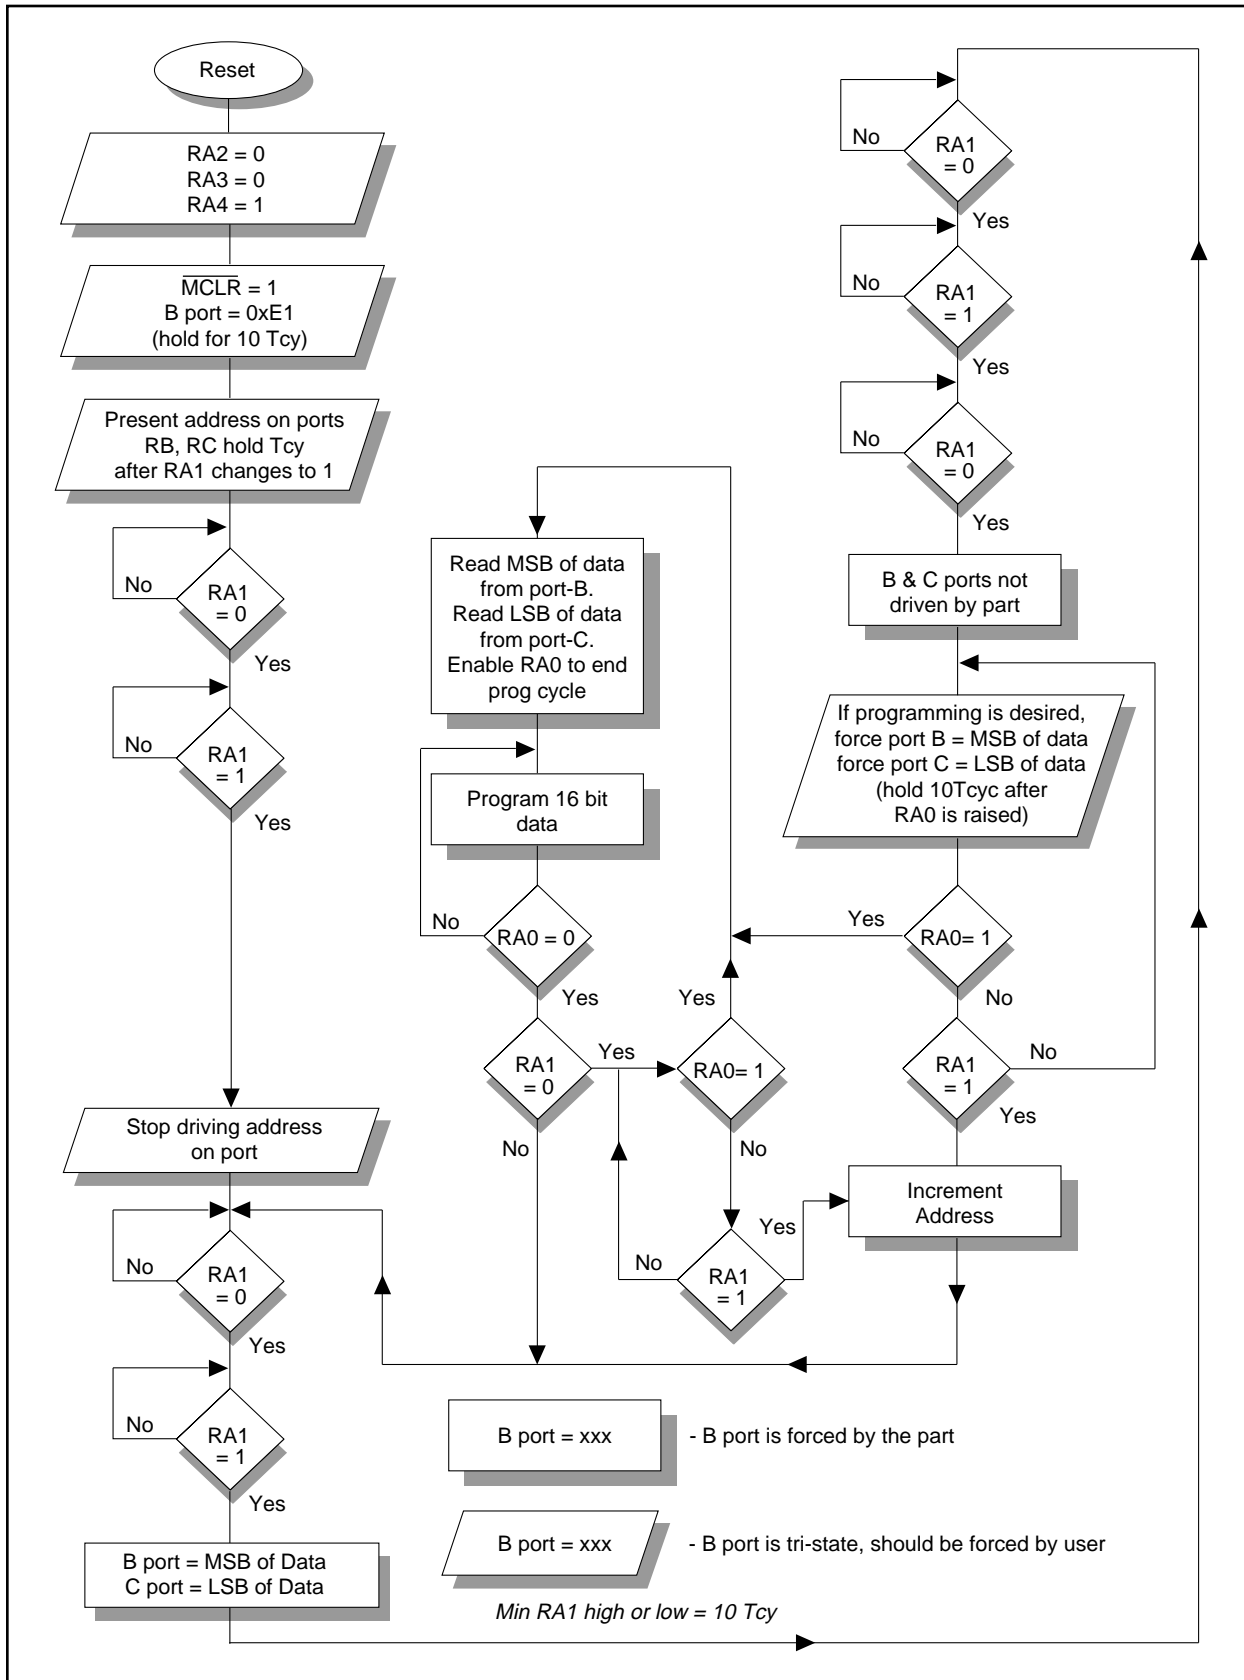 Reset
RA2 = 0
RA3 = 0
RA4 = 1
MCLR = 1
B port = 0xE1
(hold for 10 Tcy)
Present address on ports
RB, RC hold Tcy
after RA1 changes to 1
No
RA1
= 0
Yes
No
RA1
= 1
Yes
Stop driving address
on port
No
RA1
= 0
Yes
No
RA1
= 1
Yes
B port = MSB of Data
C port = LSB of Data
No
RA1
= 0
Yes
No
RA1
= 1
Yes
No
RA1
= 0
Yes
B & C ports not
driven by part
If programming is desired,
force port B = MSB of data
force port C = LSB of data
(hold 10Tcyc after
RA0 is raised)
Yes
RA0= 1
No
RA1
= 1
No
Yes
Increment
Address
Read MSB of data
from port-B.
Read LSB of data
from port-C.
Enable RA0 to end
prog cycle
Program 16 bit
data
No
RA0 = 0
Yes
RA1
= 0
Yes
No
Yes
RA0= 1
No
No
RA1
= 1
Yes
B port = xxx
- B port is forced by the part
B port = xxx
- B port is tri-state, should be forced by user
Min RA1 high or low = 10 Tcy